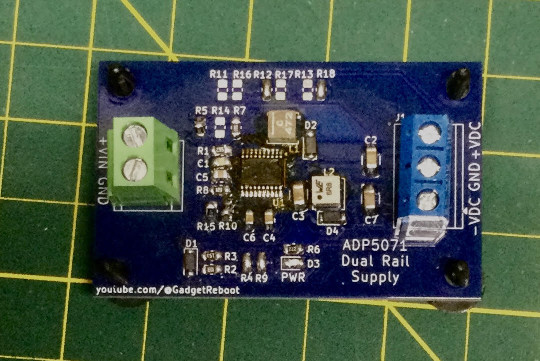 R11 R16 R12 R17 R13 R18
R5 R14 R7
D2
+VIN GND
R1
C1
C5
R8
R15 R10
C6 C4
C3
D4
C2
C7
-VDC GND +VDC
472
6R8
D1
R3
R2
R4 R9
R6
D3
PWR
ADP5071
Dual Rail
Supply
youtube.com/@GadgetReboot